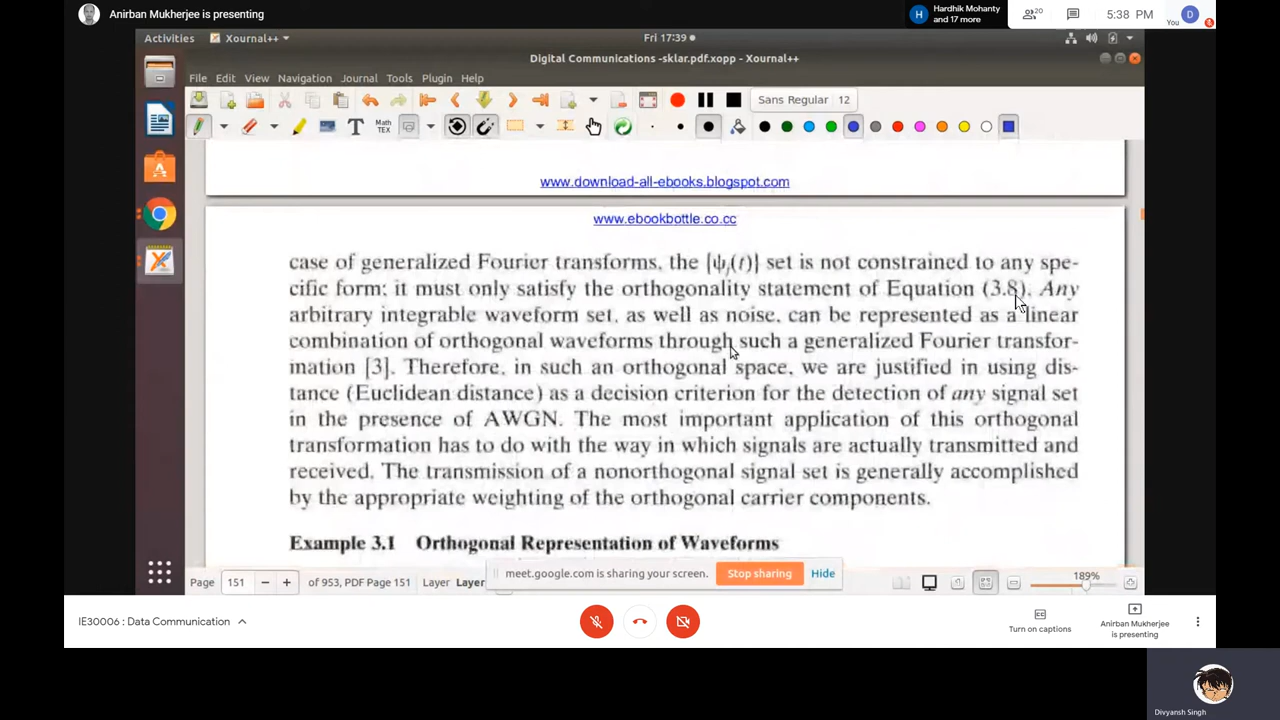 Anirban Mukherjee is presenting
H
Hardhik Mohanty
and 17 more
20
5:38 PM
You
D
Activities
Xournal++
Fri 17:39
Digital Communications -sklar.pdf.xopp - Xournal++
File Edit View Navigation Journal Tools Plugin Help
Sans Regular 12
T
Math
TEX
www.download-all-ebooks.blogspot.com
www.ebookbottle.co.cc
case of generalized Fourier transforms, the {ψj(t)} set is not constrained to any spe-
cific form; it must only satisfy the orthogonality statement of Equation (3.8). Any
arbitrary integrable waveform set, as well as noise, can be represented as a linear
combination of orthogonal waveforms through such a generalized Fourier transfor-
mation [3]. Therefore, in such an orthogonal space, we are justified in using dis-
tance (Euclidean distance) as a decision criterion for the detection of any signal set
in the presence of AWGN. The most important application of this orthogonal
transformation has to do with the way in which signals are actually transmitted and
received. The transmission of a nonorthogonal signal set is generally accomplished
by the appropriate weighting of the orthogonal carrier components.
Example 3.1 Orthogonal Representation of Waveforms
meet.google.com is sharing your screen. Stop sharing Hide
Page 151 - + of 953, PDF Page 151 Layer Layer
189%
IE30006 : Data Communication
Turn on captions
Anirban Mukherjee
is presenting
Divyansh Singh